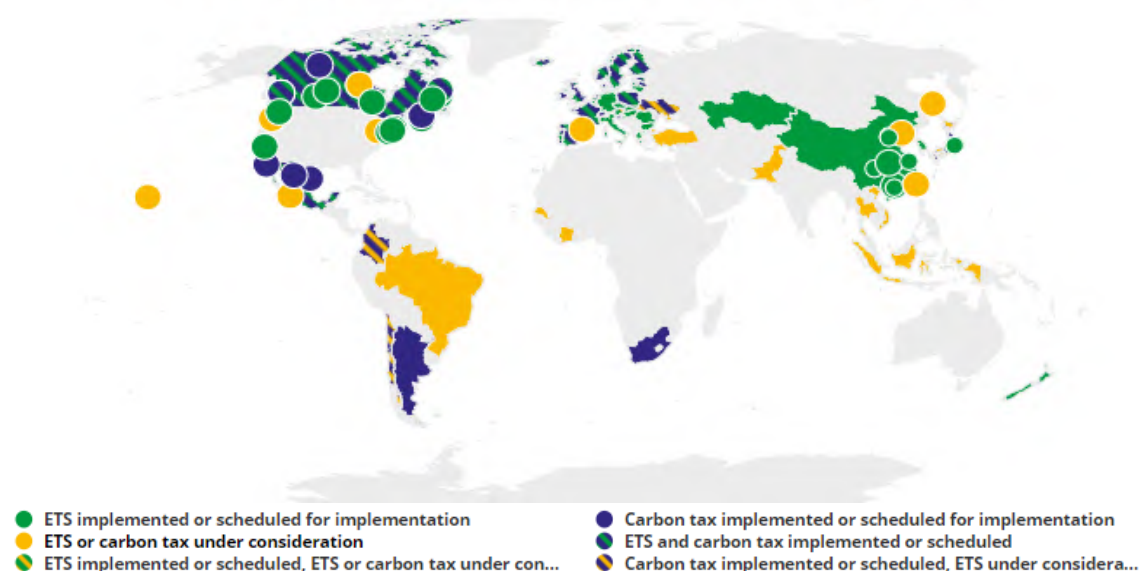 ETS implemented or scheduled for implementation
Carbon tax implemented or scheduled for implementation
ETS or carbon tax under consideration
ETS and carbon tax implemented or scheduled
ETS implemented or scheduled, ETS or carbon tax under con...
Carbon tax implemented or scheduled, ETS under considera...